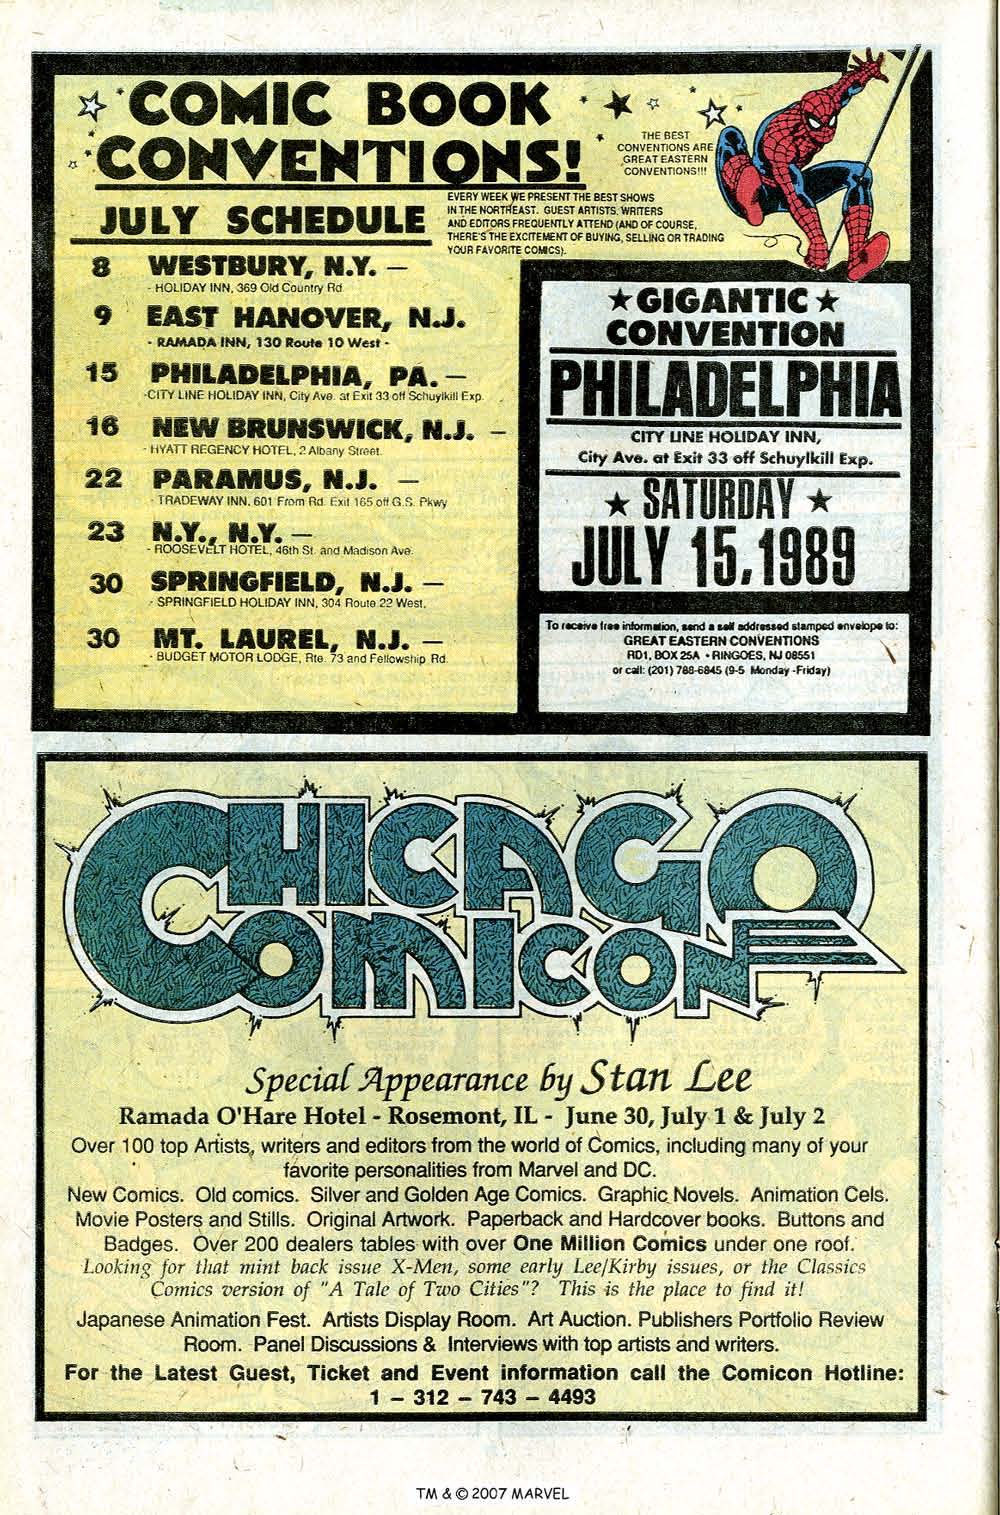 COMIC BOOK
CONVENTIONS!
JULY SCHEDULE
THE BEST
CONVENTIONS ARE
GREAT EASTERN
CONVENTIONS!!!
EVERY WEEK WE PRESENT THE BEST SHOWS
IN THE NORTHEAST. GUEST ARTISTS, WRITERS
AND EDITORS FREQUENTLY ATTEND (AND OF COURSE,
THERE'S THE EXCITEMENT OF BUYING, SELLING OR TRADING
YOUR FAVORITE COMICS).
8 WESTBURY, N.Y. —
- HOLIDAY INN, 369 Old Country Rd
9 EAST HANOVER, N.J.
- RAMADA INN, 130 Route 10 West -
15 PHILADELPHIA, PA. —
-CITY LINE HOLIDAY INN, City Ave. at Exit 33 off Schuylkill Exp.
16 NEW BRUNSWICK, N.J. —
- HYATT REGENCY HOTEL, 2 Albany Street.
22 PARAMUS, N.J. —
- TRADEWAY INN, 601 From Rd. Exit 165 off G.S. Pkwy
23 N.Y., N.Y. —
- ROOSEVELT HOTEL, 46th St. and Madison Ave.
30 SPRINGFIELD, N.J. —
- SPRINGFIELD HOLIDAY INN, 304 Route 22 West,
30 MT. LAUREL, N.J. —
- BUDGET MOTOR LODGE, Rte. 73 and Fellowship Rd.
★ GIGANTIC ★
CONVENTION
PHILADELPHIA
CITY LINE HOLIDAY INN,
City Ave. at Exit 33 off Schuylkill Exp.
★ SATURDAY ★
JULY 15, 1989
To receive free information, send a self addressed stamped envelope to:
GREAT EASTERN CONVENTIONS
RD1, BOX 25A • RINGOES, NJ 08551
or call: (201) 788-6845 (9-5 Monday -Friday)
CHICAGO
COMICON
Special Appearance by Stan Lee
Ramada O'Hare Hotel - Rosemont, IL - June 30, July 1 & July 2
Over 100 top Artists, writers and editors from the world of Comics, including many of your
favorite personalities from Marvel and DC.
New Comics. Old comics. Silver and Golden Age Comics. Graphic Novels. Animation Cels.
Movie Posters and Stills. Original Artwork. Paperback and Hardcover books. Buttons and
Badges. Over 200 dealers tables with over One Million Comics under one roof.
Looking for that mint back issue X-Men, some early Lee/Kirby issues, or the Classics
Comics version of "A Tale of Two Cities"? This is the place to find it!
Japanese Animation Fest. Artists Display Room. Art Auction. Publishers Portfolio Review
Room. Panel Discussions & Interviews with top artists and writers.
For the Latest Guest, Ticket and Event information call the Comicon Hotline:
1 – 312 – 743 – 4493
TM & © 2007 MARVEL